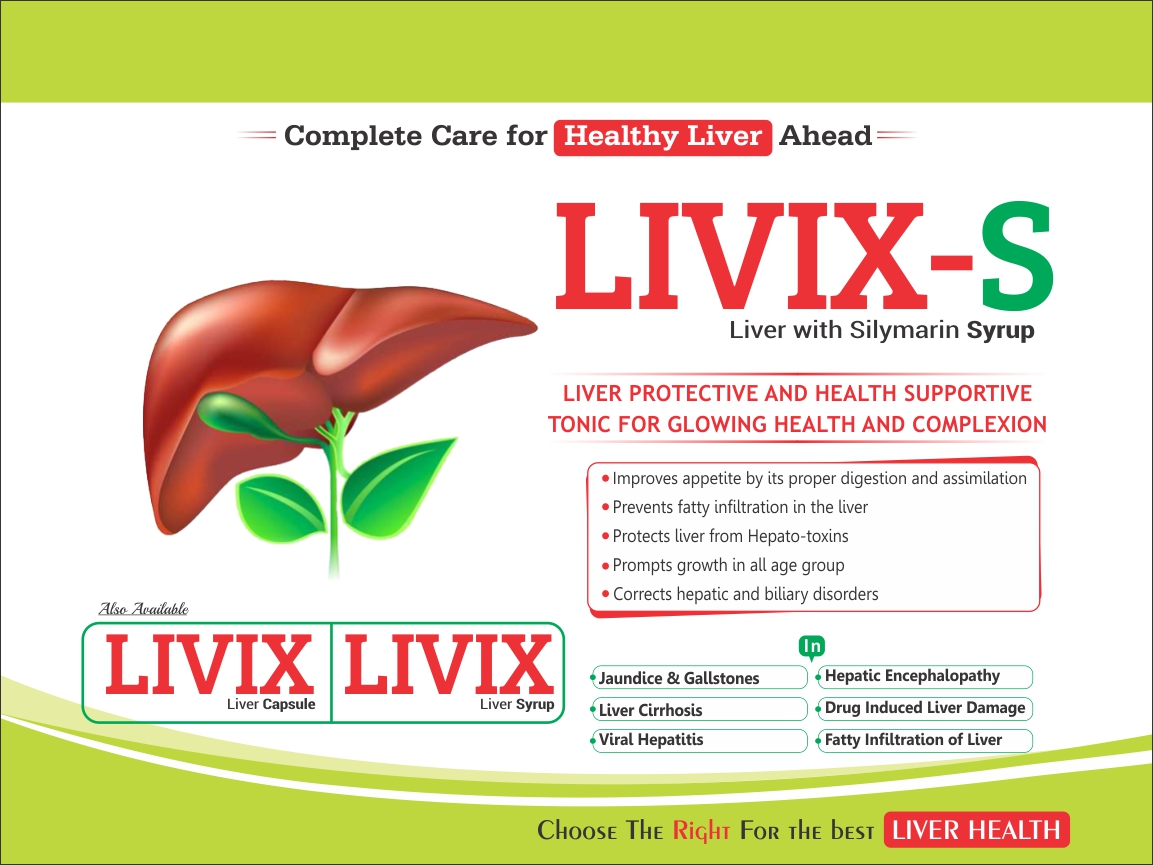 Complete Care for Healthy Liver Ahead
LIVIX-S
Liver with Silymarin Syrup
LIVER PROTECTIVE AND HEALTH SUPPORTIVE
TONIC FOR GLOWING HEALTH AND COMPLEXION
Improves appetite by its proper digestion and assimilation
Prevents fatty infiltration in the liver
Protects liver from Hepato-toxins
Prompts growth in all age group
Corrects hepatic and biliary disorders
Also Available
LIVIX
Liver Capsule
LIVIX
Liver Syrup
In
Jaundice & Gallstones
Hepatic Encephalopathy
Liver Cirrhosis
Drug Induced Liver Damage
Viral Hepatitis
Fatty Infiltration of Liver
Choose The Right For the best LIVER HEALTH